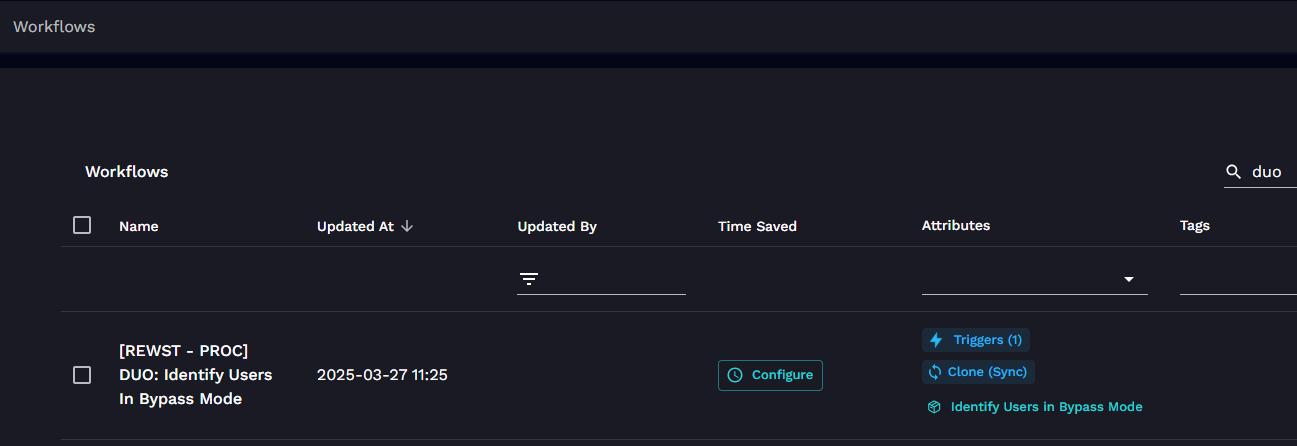 Workflows
Workflows
duo
Name
Updated At
Updated By
Time Saved
Attributes
Tags
[REWST - PROC]
DUO: Identify Users
In Bypass Mode
2025-03-27 11:25
Configure
Triggers (1)
Clone (Sync)
Identify Users in Bypass Mode